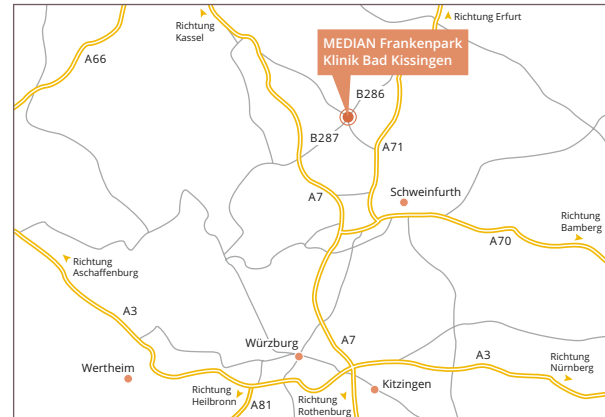 Richtung
Kassel
Richtung Erfurt
MEDIAN Frankenpark
Klinik Bad Kissingen
A66
B286
B287
A71
A7
Schweinfurth
Richtung
Bamberg
A70
Richtung
Aschaffenburg
A3
Würzburg
A7
A3
Richtung
Nürnberg
Wertheim
Kitzingen
Richtung
Heilbronn
A81
Richtung
Rothenburg